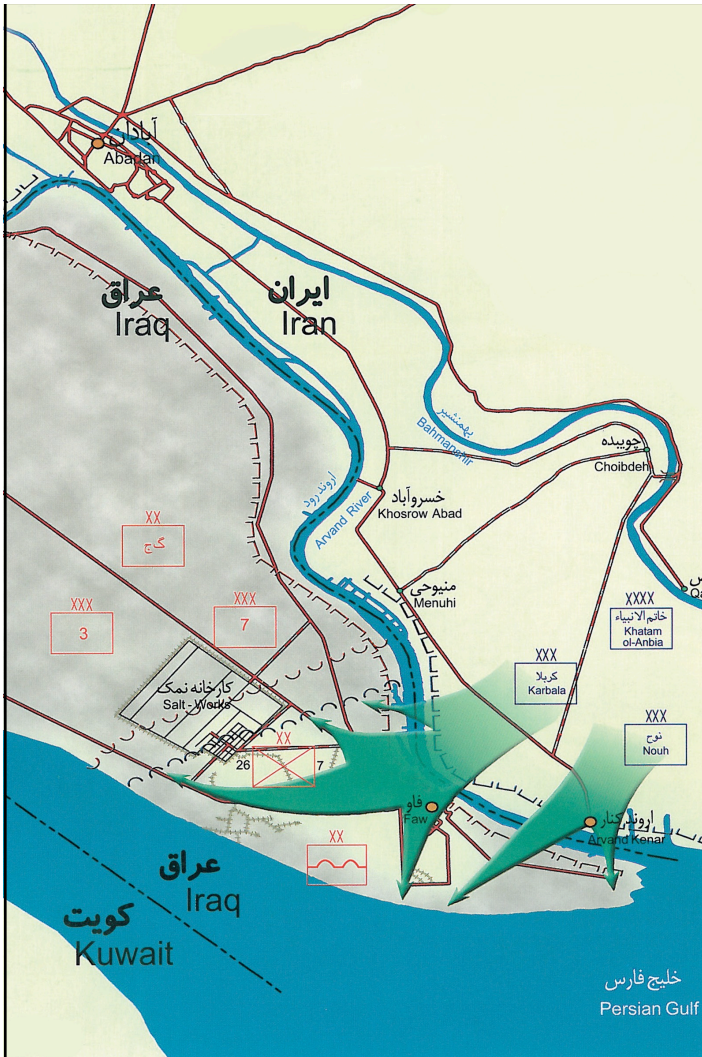 آبادان
Abadan
عراق
Iraq
ایران
Iran
بهمنشیر
Bahmanshir
چویبده
Choibdeh
اروندرود
Arvand River
خسروآباد
Khosrow Abad
منیوحی
Menuhi
XX
گاج
XXX
3
XXX
7
XXXX
خاتم الانبیاء
Khatam
ol-Anbia
XXX
کربلا
Karbala
XXX
نوح
Nouh
کارخانه نمک
Salt - Works
XX
26
7
فاو
Faw
اروندکنار
Arvand Kenar
XX
عراق
Iraq
کویت
Kuwait
خلیج فارس
Persian Gulf